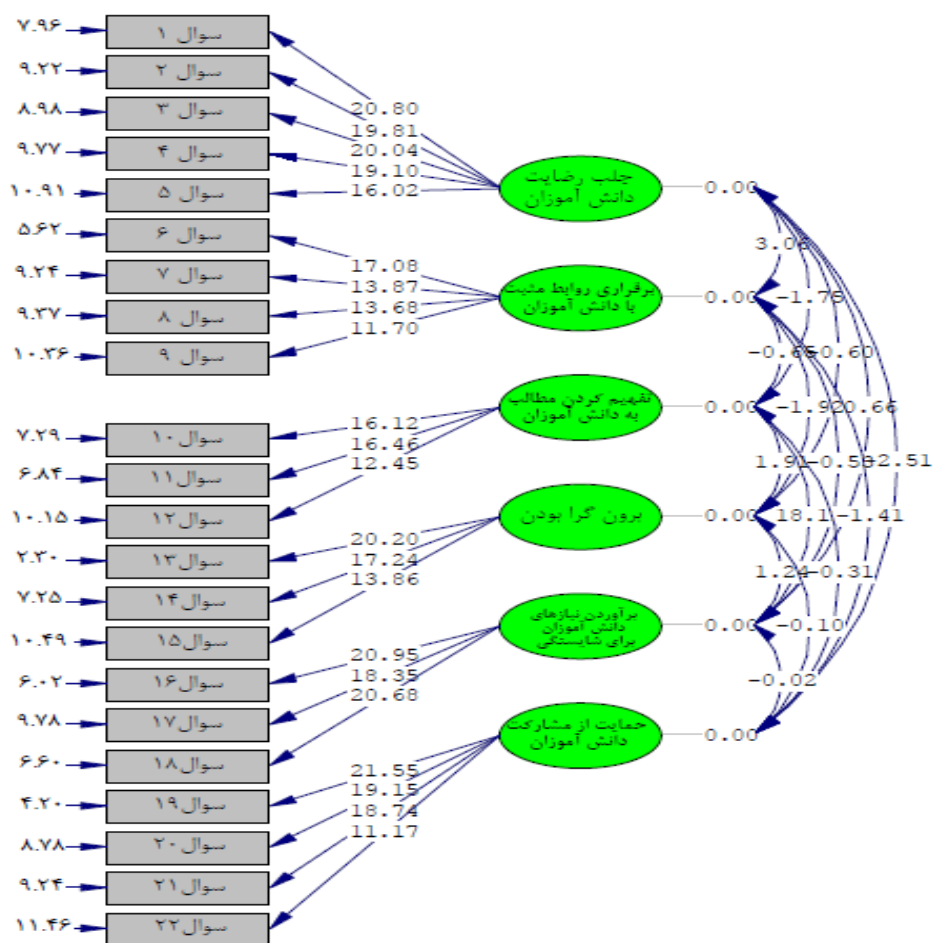 ۷.۹۶ سوال ۱
۹.۲۲ سوال ۲
۸.۹۸ سوال ۳
۹.۷۷ سوال ۴
۱۰.۹۱ سوال ۵
۵.۶۲ سوال ۶
۹.۲۴ سوال ۷
۹.۳۷ سوال ۸
۱۰.۳۶ سوال ۹
۷.۲۹ سوال ۱۰
۶.۸۴ سوال ۱۱
۱۰.۱۵ سوال ۱۲
۲.۳۰ سوال ۱۳
۷.۲۵ سوال ۱۴
۱۰.۴۹ سوال ۱۵
۶.۰۲ سوال ۱۶
۹.۷۸ سوال ۱۷
۶.۶۰ سوال ۱۸
۴.۲۰ سوال ۱۹
۸.۷۸ سوال ۲۰
۹.۲۴ سوال ۲۱
۱۱.۴۶ سوال ۲۲
20.80
19.81
20.04
19.10
16.02
17.08
13.87
13.68
11.70
16.12
16.46
12.45
20.20
17.24
13.86
20.95
18.35
20.68
21.55
19.15
18.74
11.17
جلب رضایت
دانش آموزان
برقراری روابط مثبت
با دانش آموزان
تفهیم کردن مطالب
به دانش آموزان
برون گرا بودن
برآوردن نیازهای
دانش آموزان
برای شایستگی
حمایت از مشارکت
دانش آموزان
0.00
0.00
0.00
0.00
0.00
0.00
3.06
-0.60
-1.92
0.66
1.91
2.51
18.1
-1.41
1.24
-0.31
-0.10
-0.02